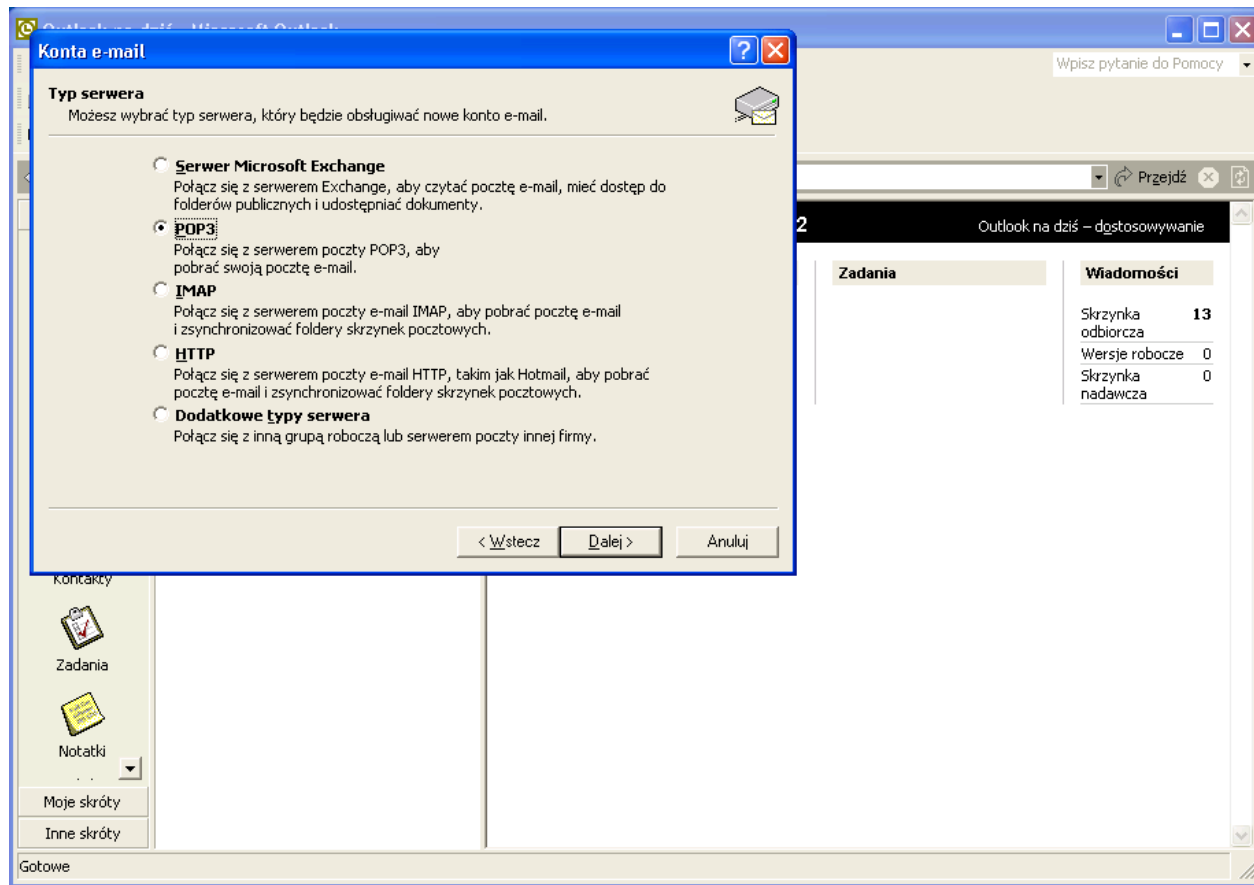 Outlook na dziś - Microsoft Outlook
Konta e-mail
Wpisz pytanie do Pomocy
Typ serwera
Możesz wybrać typ serwera, który będzie obsługiwać nowe konto e-mail.
Serwer Microsoft Exchange
Połącz się z serwerem Exchange, aby czytać pocztę e-mail, mieć dostęp do
folderów publicznych i udostępniać dokumenty.
POP3
Połącz się z serwerem poczty POP3, aby
pobrać swoją pocztę e-mail.
IMAP
Połącz się z serwerem poczty e-mail IMAP, aby pobrać pocztę e-mail
i zsynchronizować foldery skrzynek pocztowych.
HTTP
Połącz się z serwerem poczty e-mail HTTP, takim jak Hotmail, aby pobrać
pocztę e-mail i zsynchronizować foldery skrzynek pocztowych.
Dodatkowe typy serwera
Połącz się z inną grupą roboczą lub serwerem poczty innej firmy.
< Wstecz
Dalej >
Anuluj
Przejdź
2
Outlook na dziś – dostosowywanie
Zadania
Wiadomości
Skrzynka 13
odbiorcza
Wersje robocze 0
Skrzynka 0
nadawcza
Kontakty
Zadania
Notatki
Moje skróty
Inne skróty
Gotowe